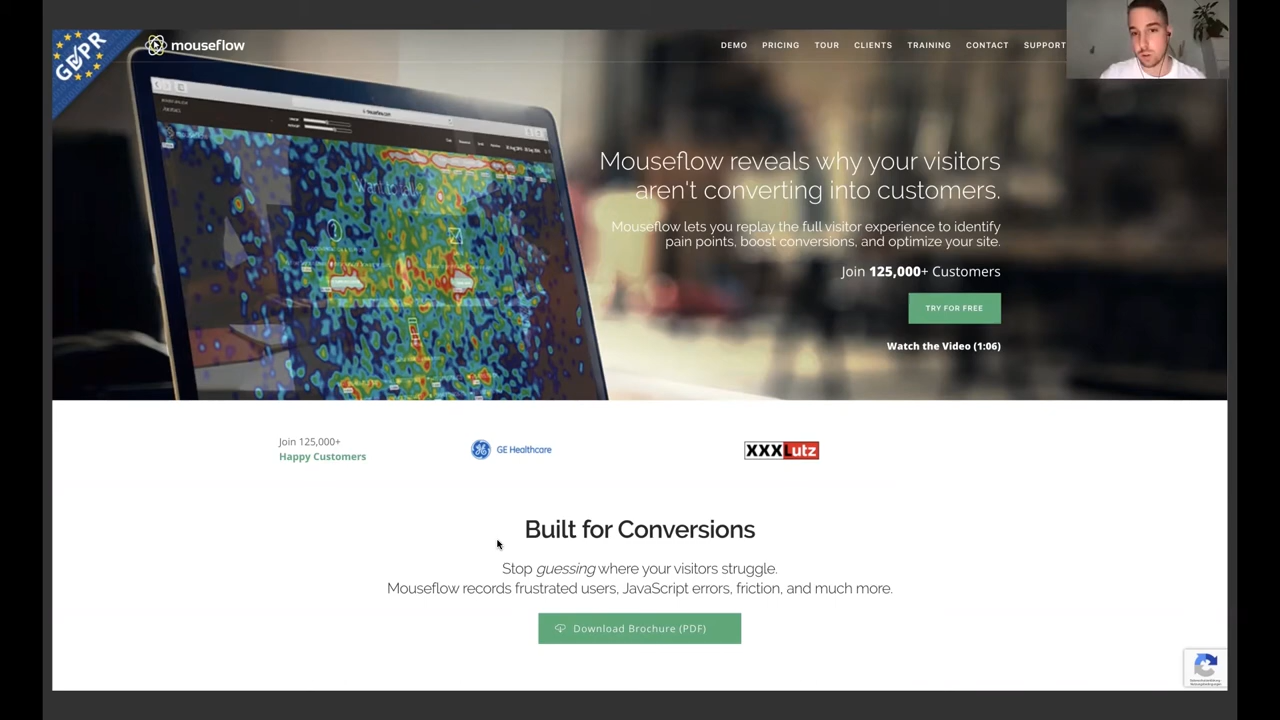 GDPR
mouseflow
DEMO PRICING TOUR CLIENTS TRAINING CONTACT SUPPORT
Want to talk
Mouseflow reveals why your visitors
aren't converting into customers.
Mouseflow lets you replay the full visitor experience to identify
pain points, boost conversions, and optimize your site.
Join 125,000+ Customers
TRY FOR FREE
Watch the Video (1:06)
Join 125,000+
Happy Customers
GE Healthcare
XXXLutz
Built for Conversions
Stop guessing where your visitors struggle.
Mouseflow records frustrated users, JavaScript errors, friction, and much more.
Download Brochure (PDF)